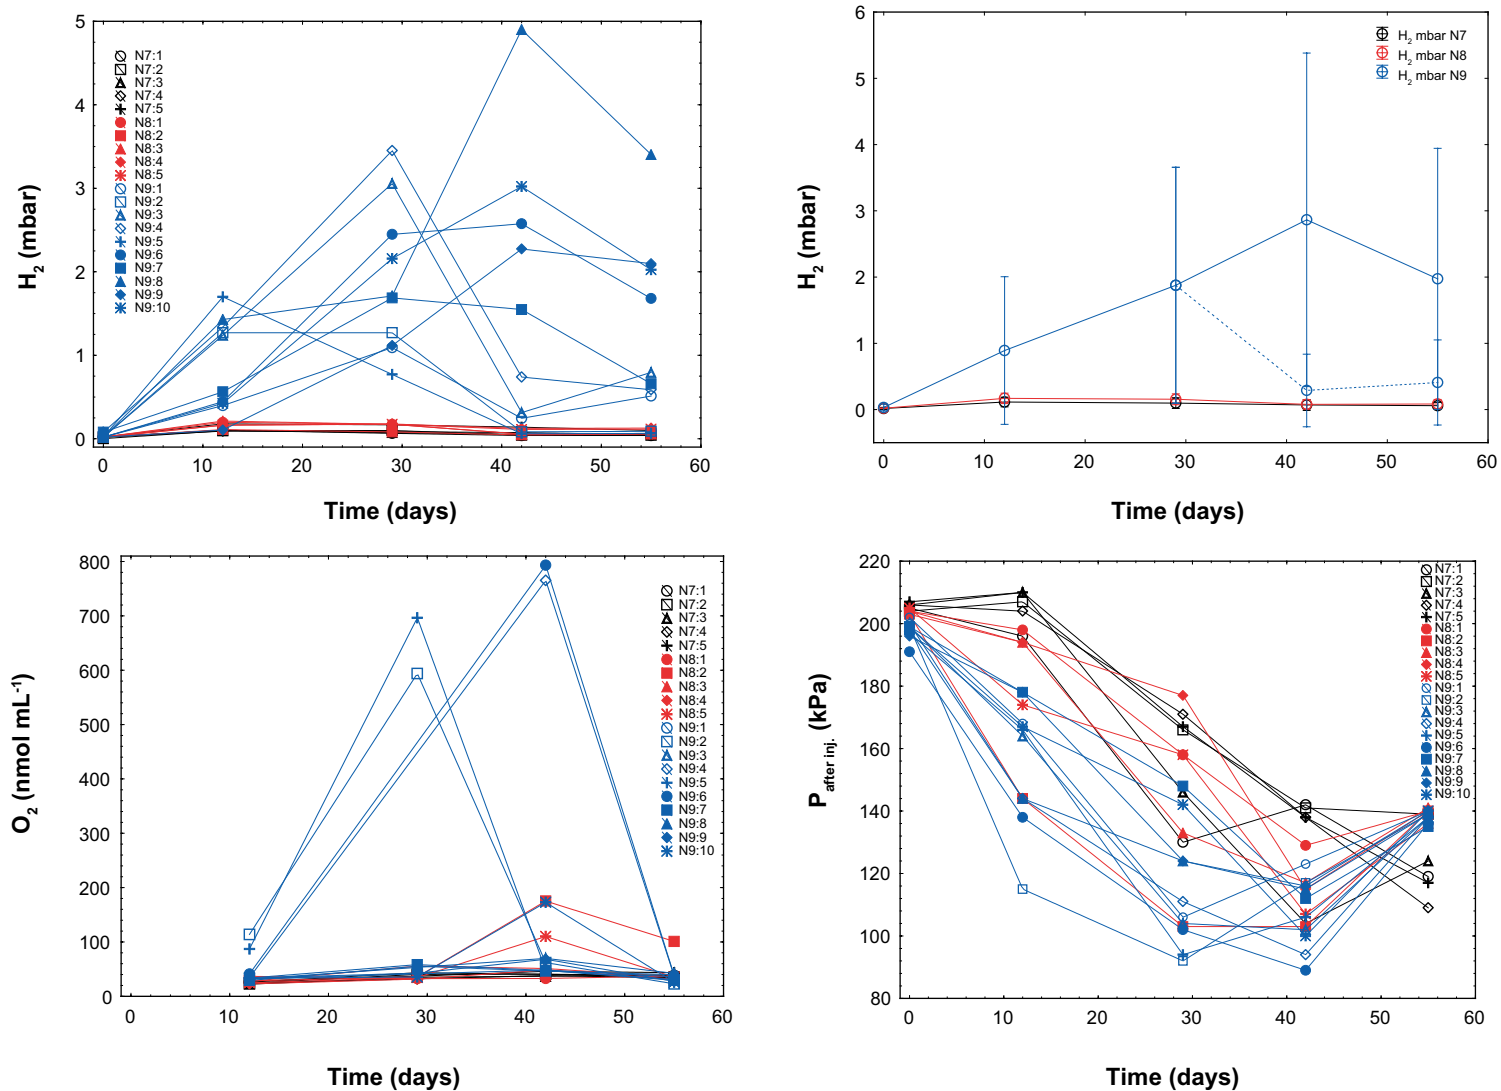 5
4
3
2
1
0
0
10
20
30
40
50
60
H2 (mbar)
Time (days)
N7:1
N7:2
N7:3
N7:4
N7:5
N8:1
N8:2
N8:3
N8:4
N8:5
N9:1
N9:2
N9:3
N9:4
N9:5
N9:6
N9:7
N9:8
N9:9
N9:10
6
5
4
3
2
1
0
0
10
20
30
40
50
60
H2 (mbar)
Time (days)
H2 mbar N7
H2 mbar N8
H2 mbar N9
800
700
600
500
400
300
200
100
0
0
10
20
30
40
50
60
O2 (nmol mL-1)
Time (days)
N7:1
N7:2
N7:3
N7:4
N7:5
N8:1
N8:2
N8:3
N8:4
N8:5
N9:1
N9:2
N9:3
N9:4
N9:5
N9:6
N9:7
N9:8
N9:9
N9:10
220
200
180
160
140
120
100
80
0
10
20
30
40
50
60
Pafter inj. (kPa)
Time (days)
N7:1
N7:2
N7:3
N7:4
N7:5
N8:1
N8:2
N8:3
N8:4
N8:5
N9:1
N9:2
N9:3
N9:4
N9:5
N9:6
N9:7
N9:8
N9:9
N9:10